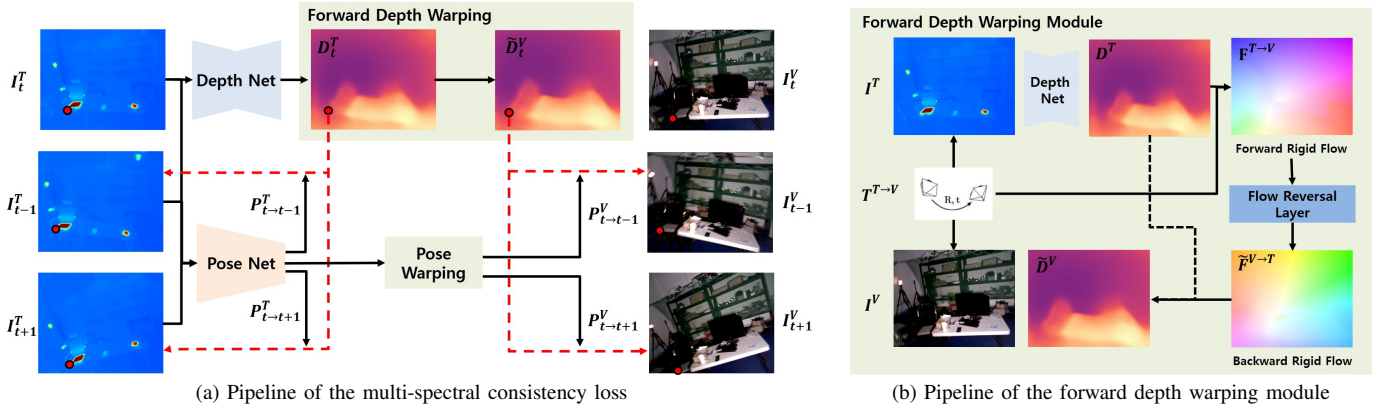 Forward Depth Warping
I_t^T
Depth Net
D_t^T
D̃_t^V
I_t^V
I_{t-1}^T
P_{t→t-1}^T
P_{t→t-1}^V
I_{t-1}^V
Pose Net
Pose
Warping
I_{t+1}^T
P_{t→t+1}^T
P_{t→t+1}^V
I_{t+1}^V
(a) Pipeline of the multi-spectral consistency loss
Forward Depth Warping Module
I^T
Depth
Net
D^T
F^{T→V}
Forward Rigid Flow
T^{T→V}
R, t
Flow Reversal
Layer
I^V
D̃^V
F̃^{V→T}
Backward Rigid Flow
(b) Pipeline of the forward depth warping module